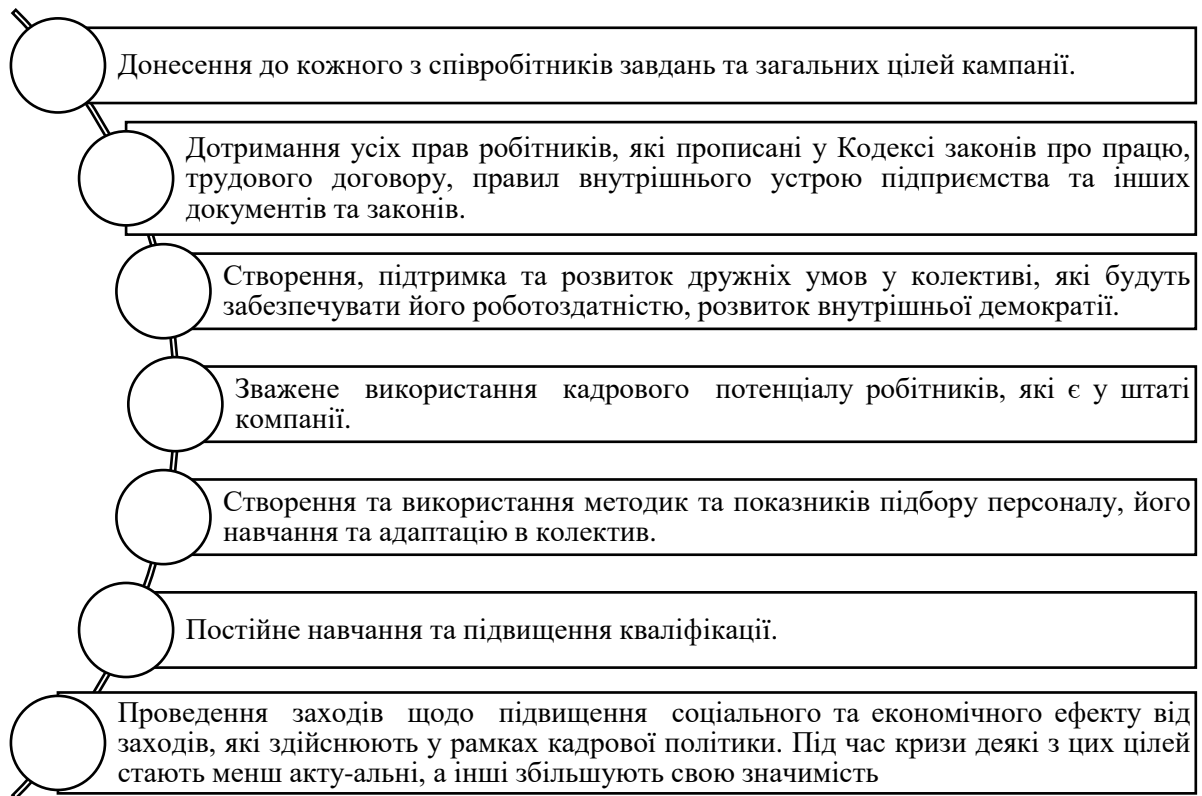 Донесення до кожного з співробітників завдань та загальних цілей кампанії.
Дотримання усіх прав робітників, які прописані у Кодексі законів про працю,
трудового договору, правил внутрішнього устрою підприємства та інших
документів та законів.
Створення, підтримка та розвиток дружніх умов у колективі, які будуть
забезпечувати його роботоздатністю, розвиток внутрішньої демократії.
Зважене використання кадрового потенціалу робітників, які є у штаті
компанії.
Створення та використання методик та показників підбору персоналу, його
навчання та адаптацію в колектив.
Постійне навчання та підвищення кваліфікації.
Проведення заходів щодо підвищення соціального та економічного ефекту від
заходів, які здійснюють у рамках кадрової політики. Під час кризи деякі з цих цілей
стають менш акту-альні, а інші збільшують свою значимість